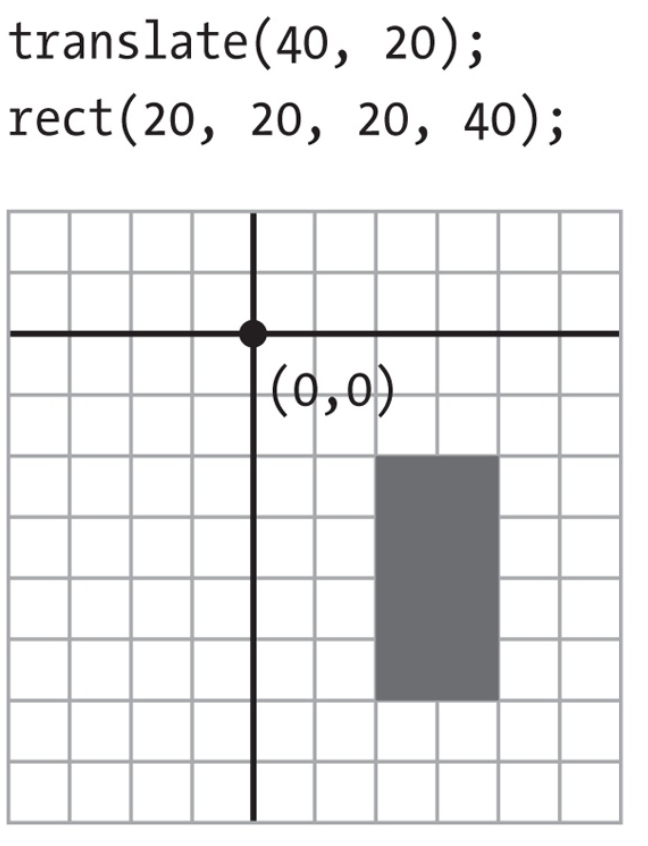 translate(40, 20);
rect(20, 20, 20, 40);
(0,0)